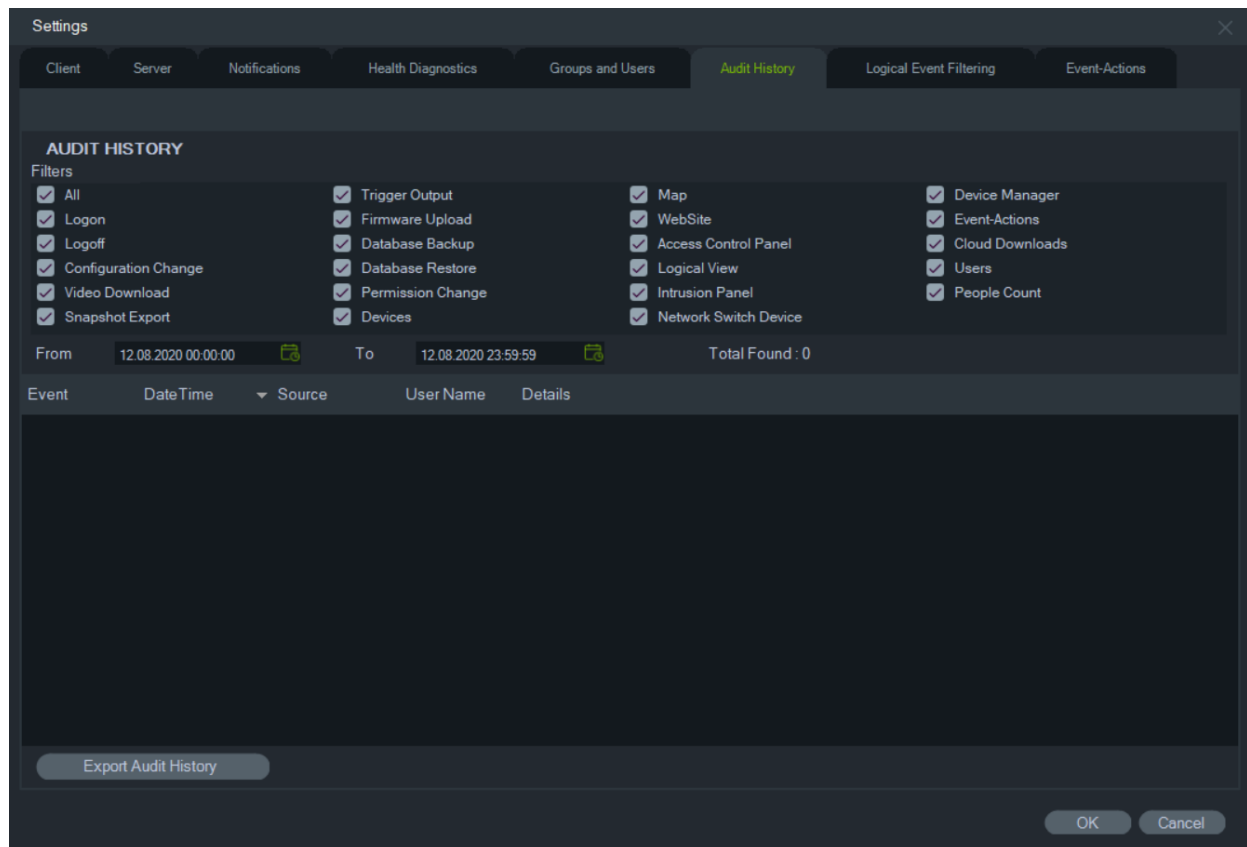 Settings
Client Server Notifications Health Diagnostics Groups and Users Audit History Logical Event Filtering Event-Actions
AUDIT HISTORY
Filters
All Trigger Output Map Device Manager
Logon Firmware Upload WebSite Event-Actions
Logoff Database Backup Access Control Panel Cloud Downloads
Configuration Change Database Restore Logical View Users
Video Download Permission Change Intrusion Panel People Count
Snapshot Export Devices Network Switch Device
From 12.08.2020 00:00:00 To 12.08.2020 23:59:59 Total Found : 0
Event DateTime Source User Name Details
Export Audit History
OK Cancel